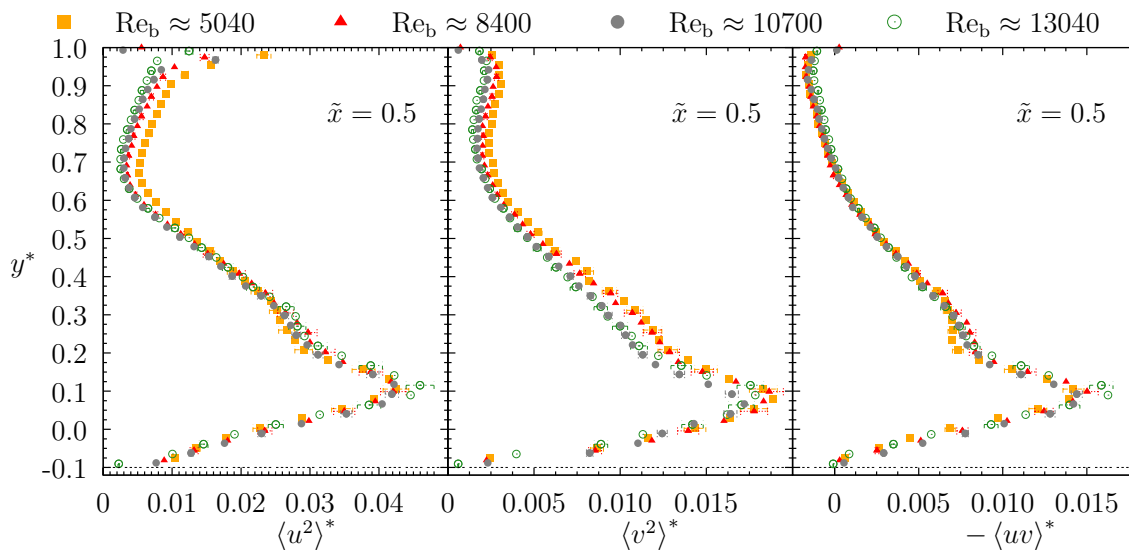 Re_b ≈ 5040 Re_b ≈ 8400 Re_b ≈ 10700 Re_b ≈ 13040
1.0
0.9
0.8
0.7
0.6
0.5
0.4
0.3
0.2
0.1
0.0
-0.1
y*
x̃ = 0.5 x̃ = 0.5 x̃ = 0.5
0 0.01 0.02 0.03 0.04 0 0.005 0.010 0.015 0 0.005 0.010 0.015
⟨u²⟩* ⟨v²⟩* − ⟨uv⟩*